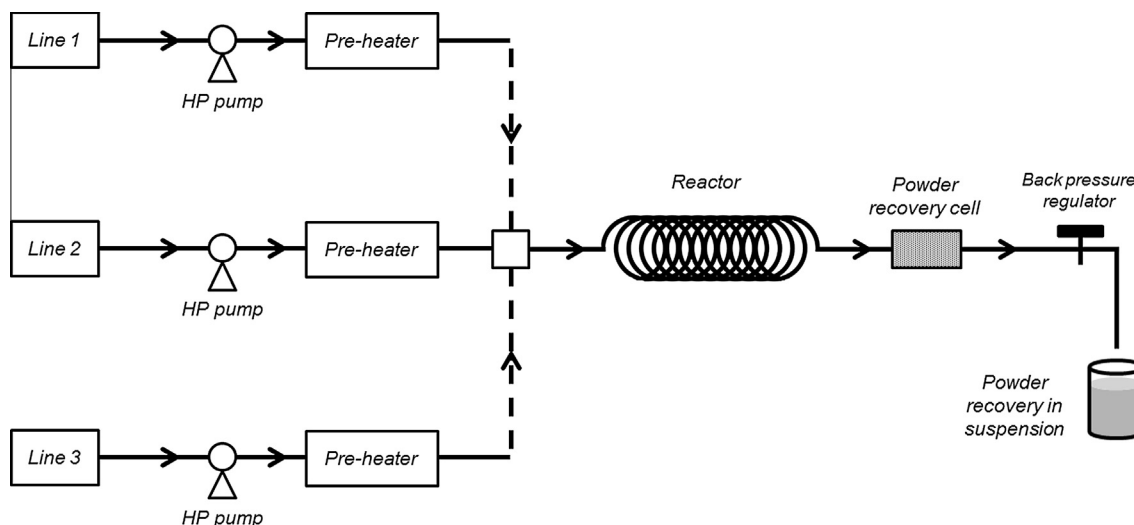 Line 1
Pre-heater
HP pump
Line 2
Pre-heater
HP pump
Reactor
Powder
recovery cell
Back pressure
regulator
Powder
recovery in
suspension
Line 3
Pre-heater
HP pump